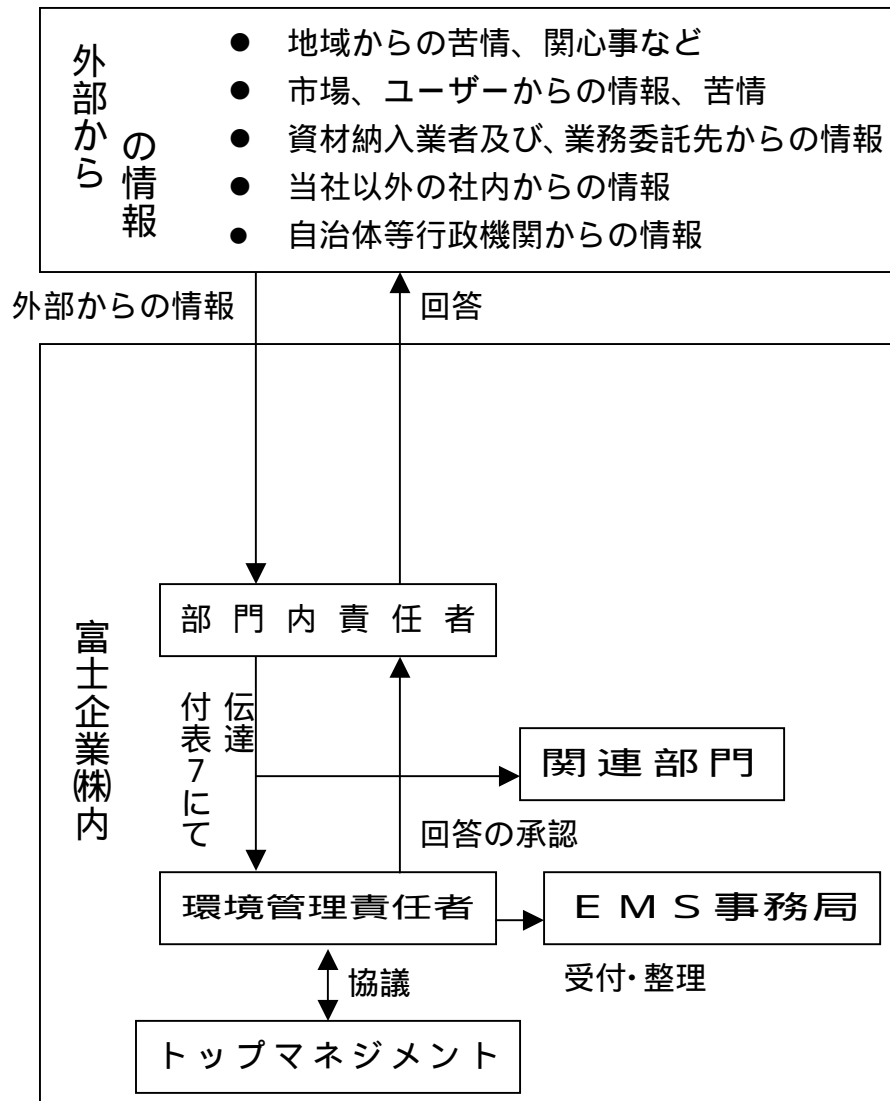 外部から
の情報
● 地域からの苦情、関心事など
● 市場、ユーザーからの情報、苦情
● 資材納入業者及び、業務委託先からの情報
● 当社以外の社内からの情報
● 自治体等行政機関からの情報
外部からの情報
回答
富士企業㈱内
部門内責任者
伝達
付表7にて
関連部門
回答の承認
環境管理責任者
EMS事務局
協議
受付・整理
トップマネジメント